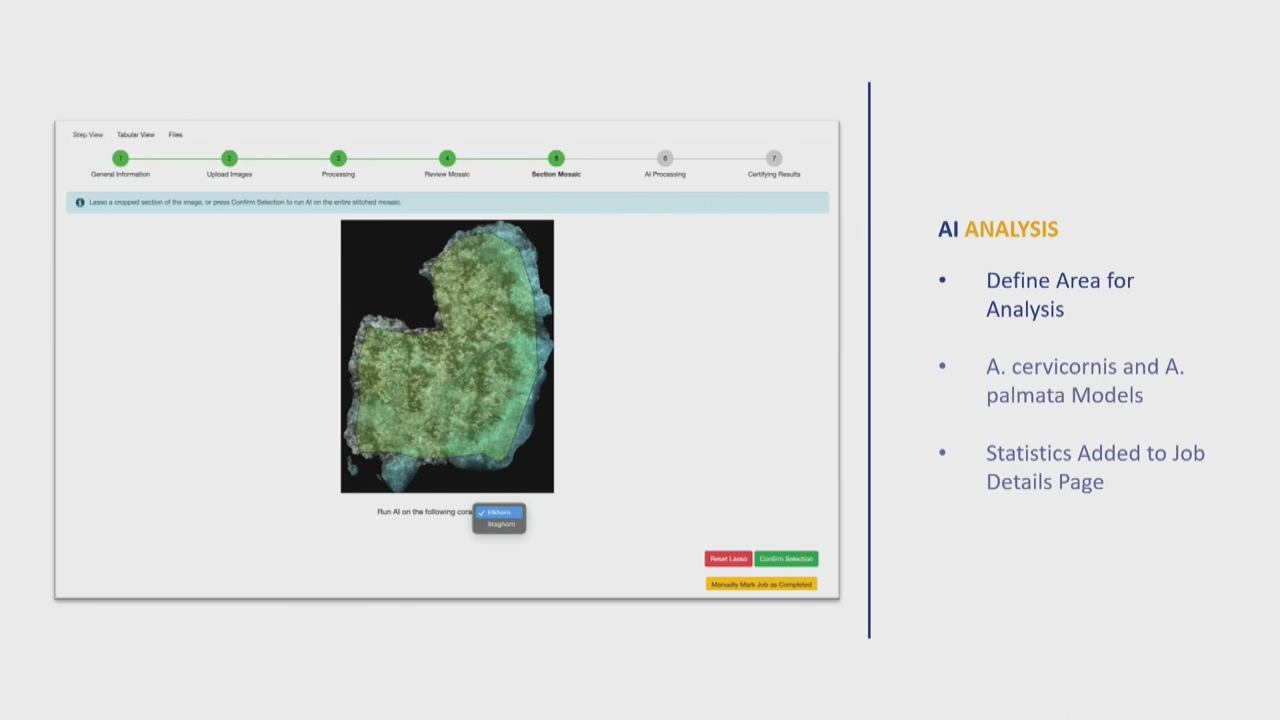 Step View Tabular View Files
1 2 3 4 5 6 7
General Information Upload Images Processing Review Mosaic Section Mosaic AI Processing Certifying Results
Lasso a cropped section of the image, or press Confirm Selection to run AI on the entire stitched mosaic.
Run AI on the following cora
Elkhorn
Staghorn
Reset Lasso Confirm Selection
Manually Mark Job as Completed
AI ANALYSIS
• Define Area for
Analysis
• A. cervicornis and A.
palmata Models
• Statistics Added to Job
Details Page